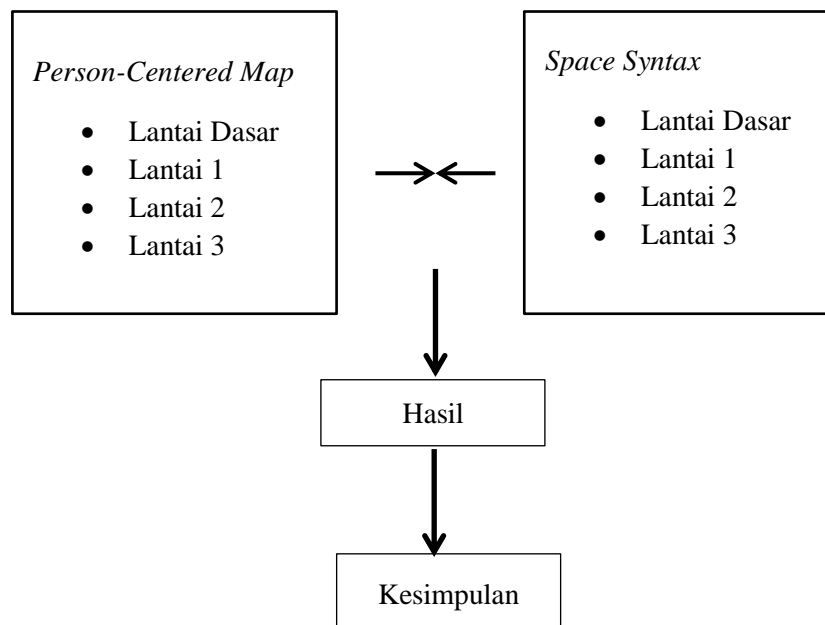 Person-Centered Map
• Lantai Dasar
• Lantai 1
• Lantai 2
• Lantai 3
Space Syntax
• Lantai Dasar
• Lantai 1
• Lantai 2
• Lantai 3
Hasil
Kesimpulan